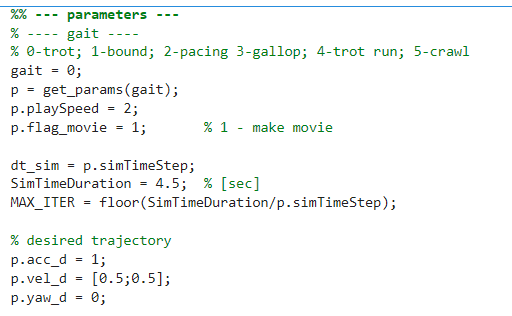 %% --- parameters ---
% ---- gait ----
% 0-trot; 1-bound; 2-pacing 3-gallop; 4-trot run; 5-crawl
gait = 0;
p = get_params(gait);
p.playSpeed = 2;
p.flag_movie = 1;       % 1 - make movie
dt_sim = p.simTimeStep;
SimTimeDuration = 4.5;  % [sec]
MAX_ITER = floor(SimTimeDuration/p.simTimeStep);
% desired trajectory
p.acc_d = 1;
p.vel_d = [0.5;0.5];
p.yaw_d = 0;